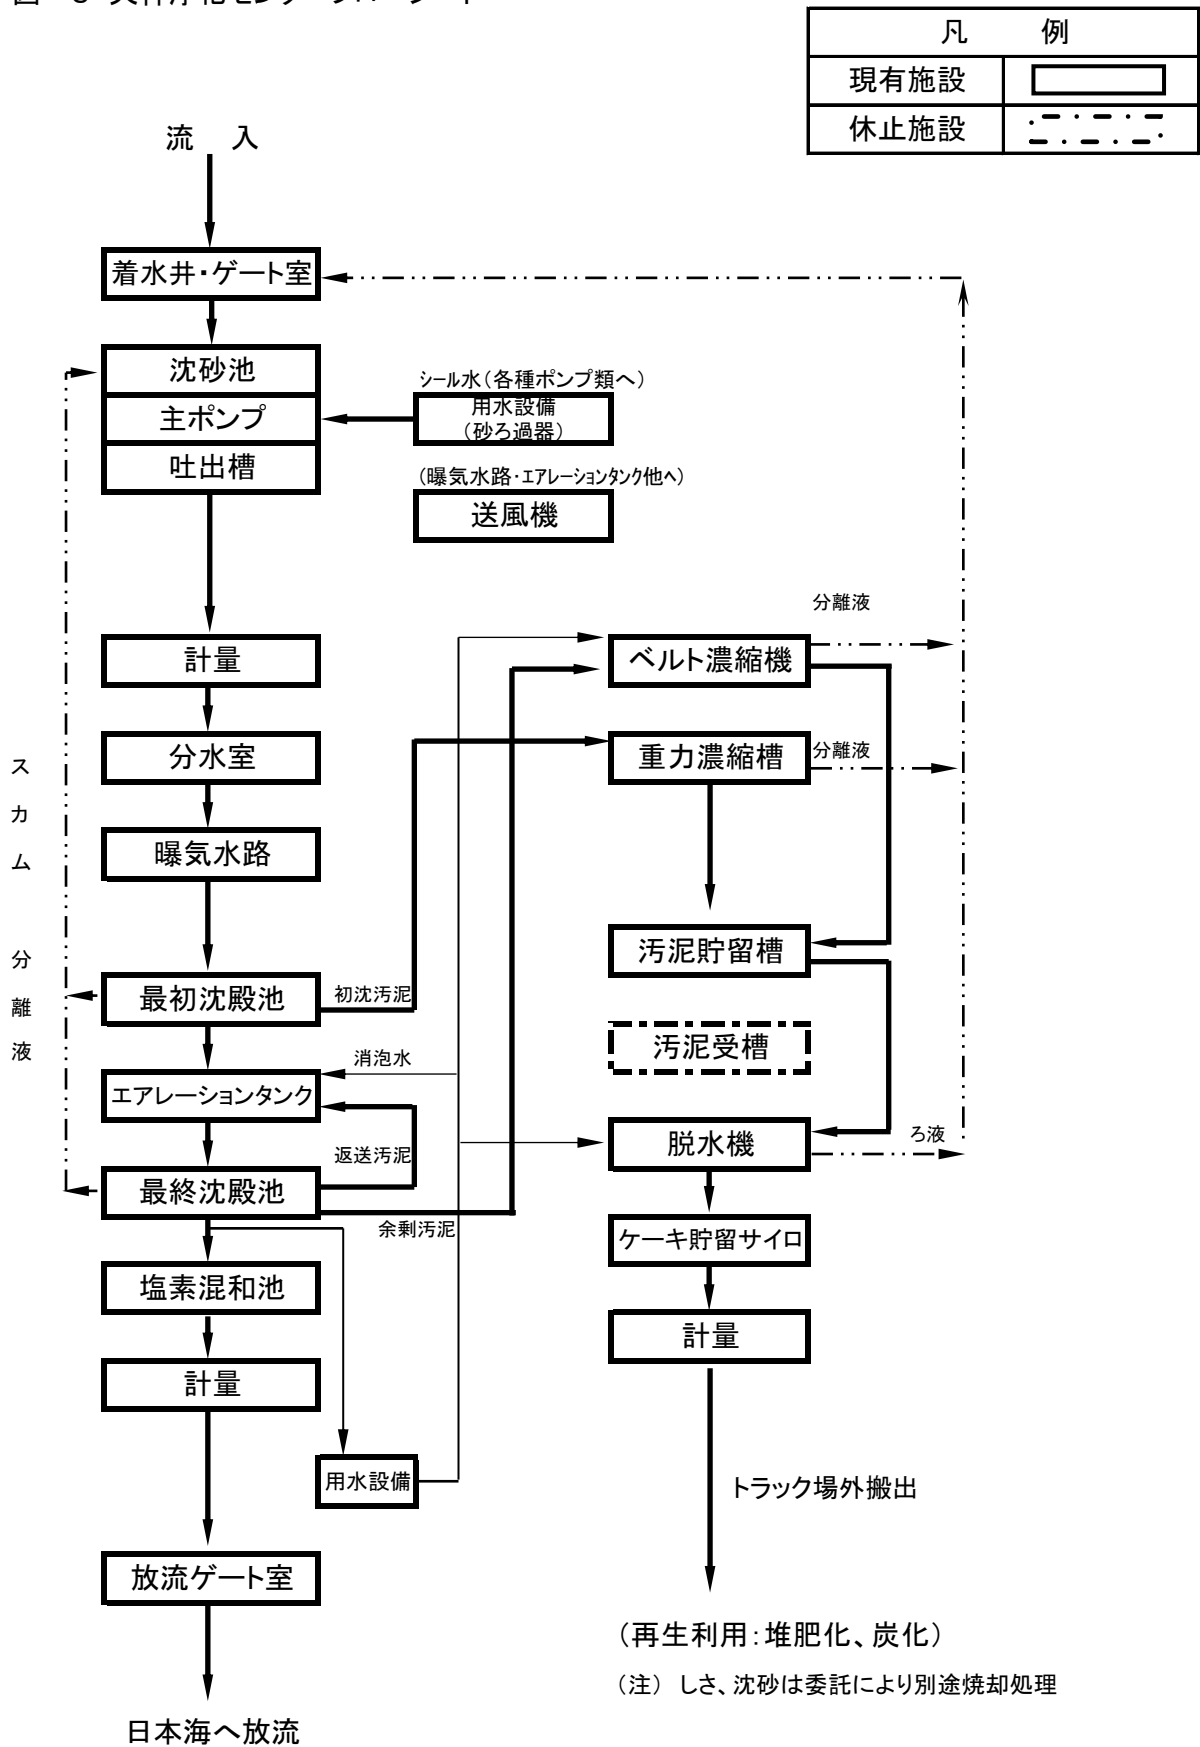 凡　　例
現有施設
休止施設
流　入
着水井・ゲート室
沈砂池
主ポンプ
吐出槽
シール水（各種ポンプ類へ）
用水設備
（砂ろ過器）
（曝気水路・エアレーションタンク他へ）
送風機
計量
分水室
曝気水路
最初沈殿池
エアレーションタンク
最終沈殿池
塩素混和池
計量
放流ゲート室
日本海へ放流
スカム　分離液
初沈汚泥
消泡水
返送汚泥
余剰汚泥
用水設備
ベルト濃縮機
分離液
重力濃縮槽
分離液
汚泥貯留槽
汚泥受槽
脱水機
ろ液
ケーキ貯留サイロ
計量
トラック場外搬出
（再生利用：堆肥化、炭化）
（注）　しさ、沈砂は委託により別途焼却処理